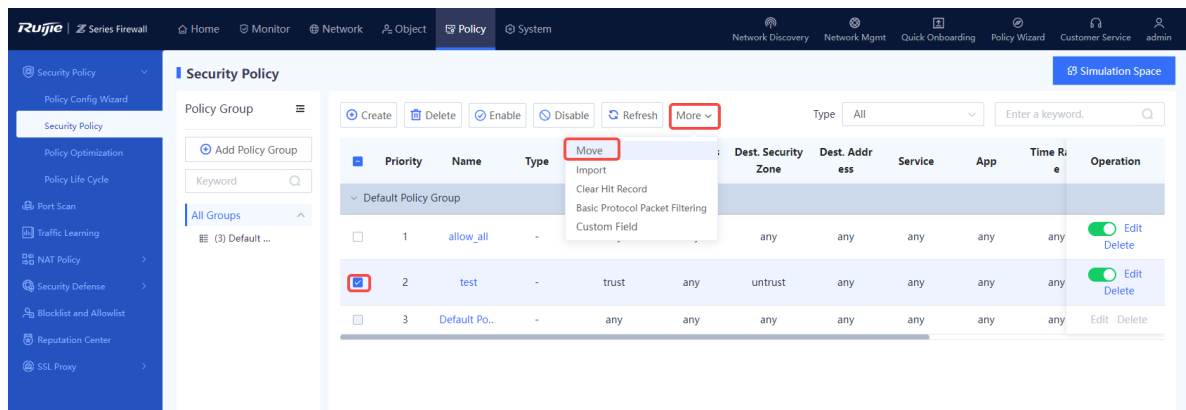 Ruijie | Z Series Firewall
Home
Monitor
Network
Object
Policy
System
Network Discovery
Network Mgmt
Quick Onboarding
Policy Wizard
Customer Service
admin
Security Policy
Policy Config Wizard
Security Policy
Policy Optimization
Policy Life Cycle
Port Scan
Traffic Learning
NAT Policy
Security Defense
Blocklist and Allowlist
Reputation Center
SSL Proxy
Security Policy
Simulation Space
Policy Group
Add Policy Group
Keyword
All Groups
(3) Default ...
Create
Delete
Enable
Disable
Refresh
More
Type
All
Enter a keyword.
Move
Import
Clear Hit Record
Basic Protocol Packet Filtering
Custom Field
Priority Name Type Dest. Security Zone Dest. Addr ess Service App Time Ra e Operation
Default Policy Group
1 allow_all - any any any any any Edit Delete
2 test - trust any untrust any any any any Edit Delete
3 Default Po.. - any any any any any any any Edit Delete